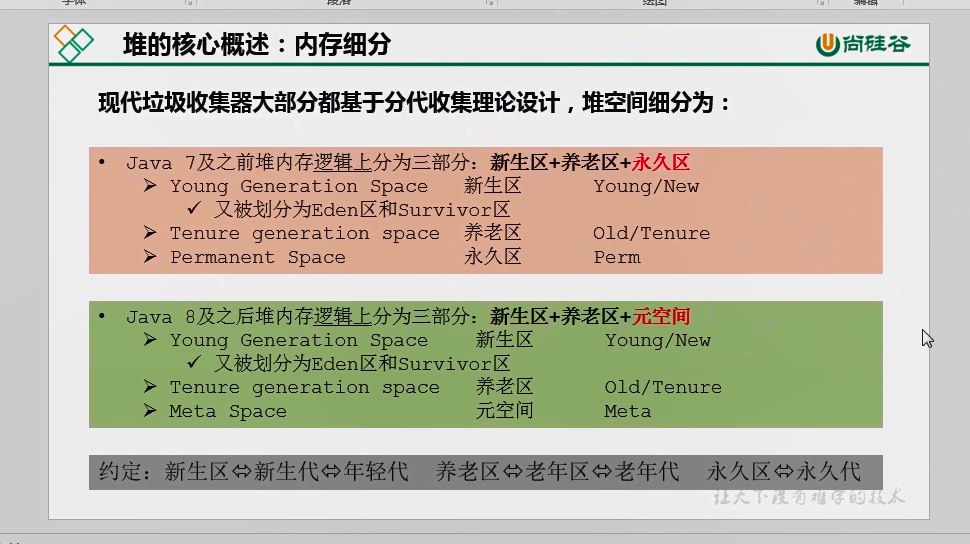 堆的核心概述：内存细分
尚硅谷
现代垃圾收集器大部分都基于分代收集理论设计，堆空间细分为：
• Java 7及之前堆内存逻辑上分为三部分：新生区+养老区+永久区
➢ Young Generation Space 新生区 Young/New
✓ 又被划分为Eden区和Survivor区
➢ Tenure generation space 养老区 Old/Tenure
➢ Permanent Space 永久区 Perm
• Java 8及之后堆内存逻辑上分为三部分：新生区+养老区+元空间
➢ Young Generation Space 新生区 Young/New
✓ 又被划分为Eden区和Survivor区
➢ Tenure generation space 养老区 Old/Tenure
➢ Meta Space 元空间 Meta
约定：新生区⇔新生代⇔年轻代 养老区⇔老年区⇔老年代 永久区⇔永久代
让天下没有难学的技术